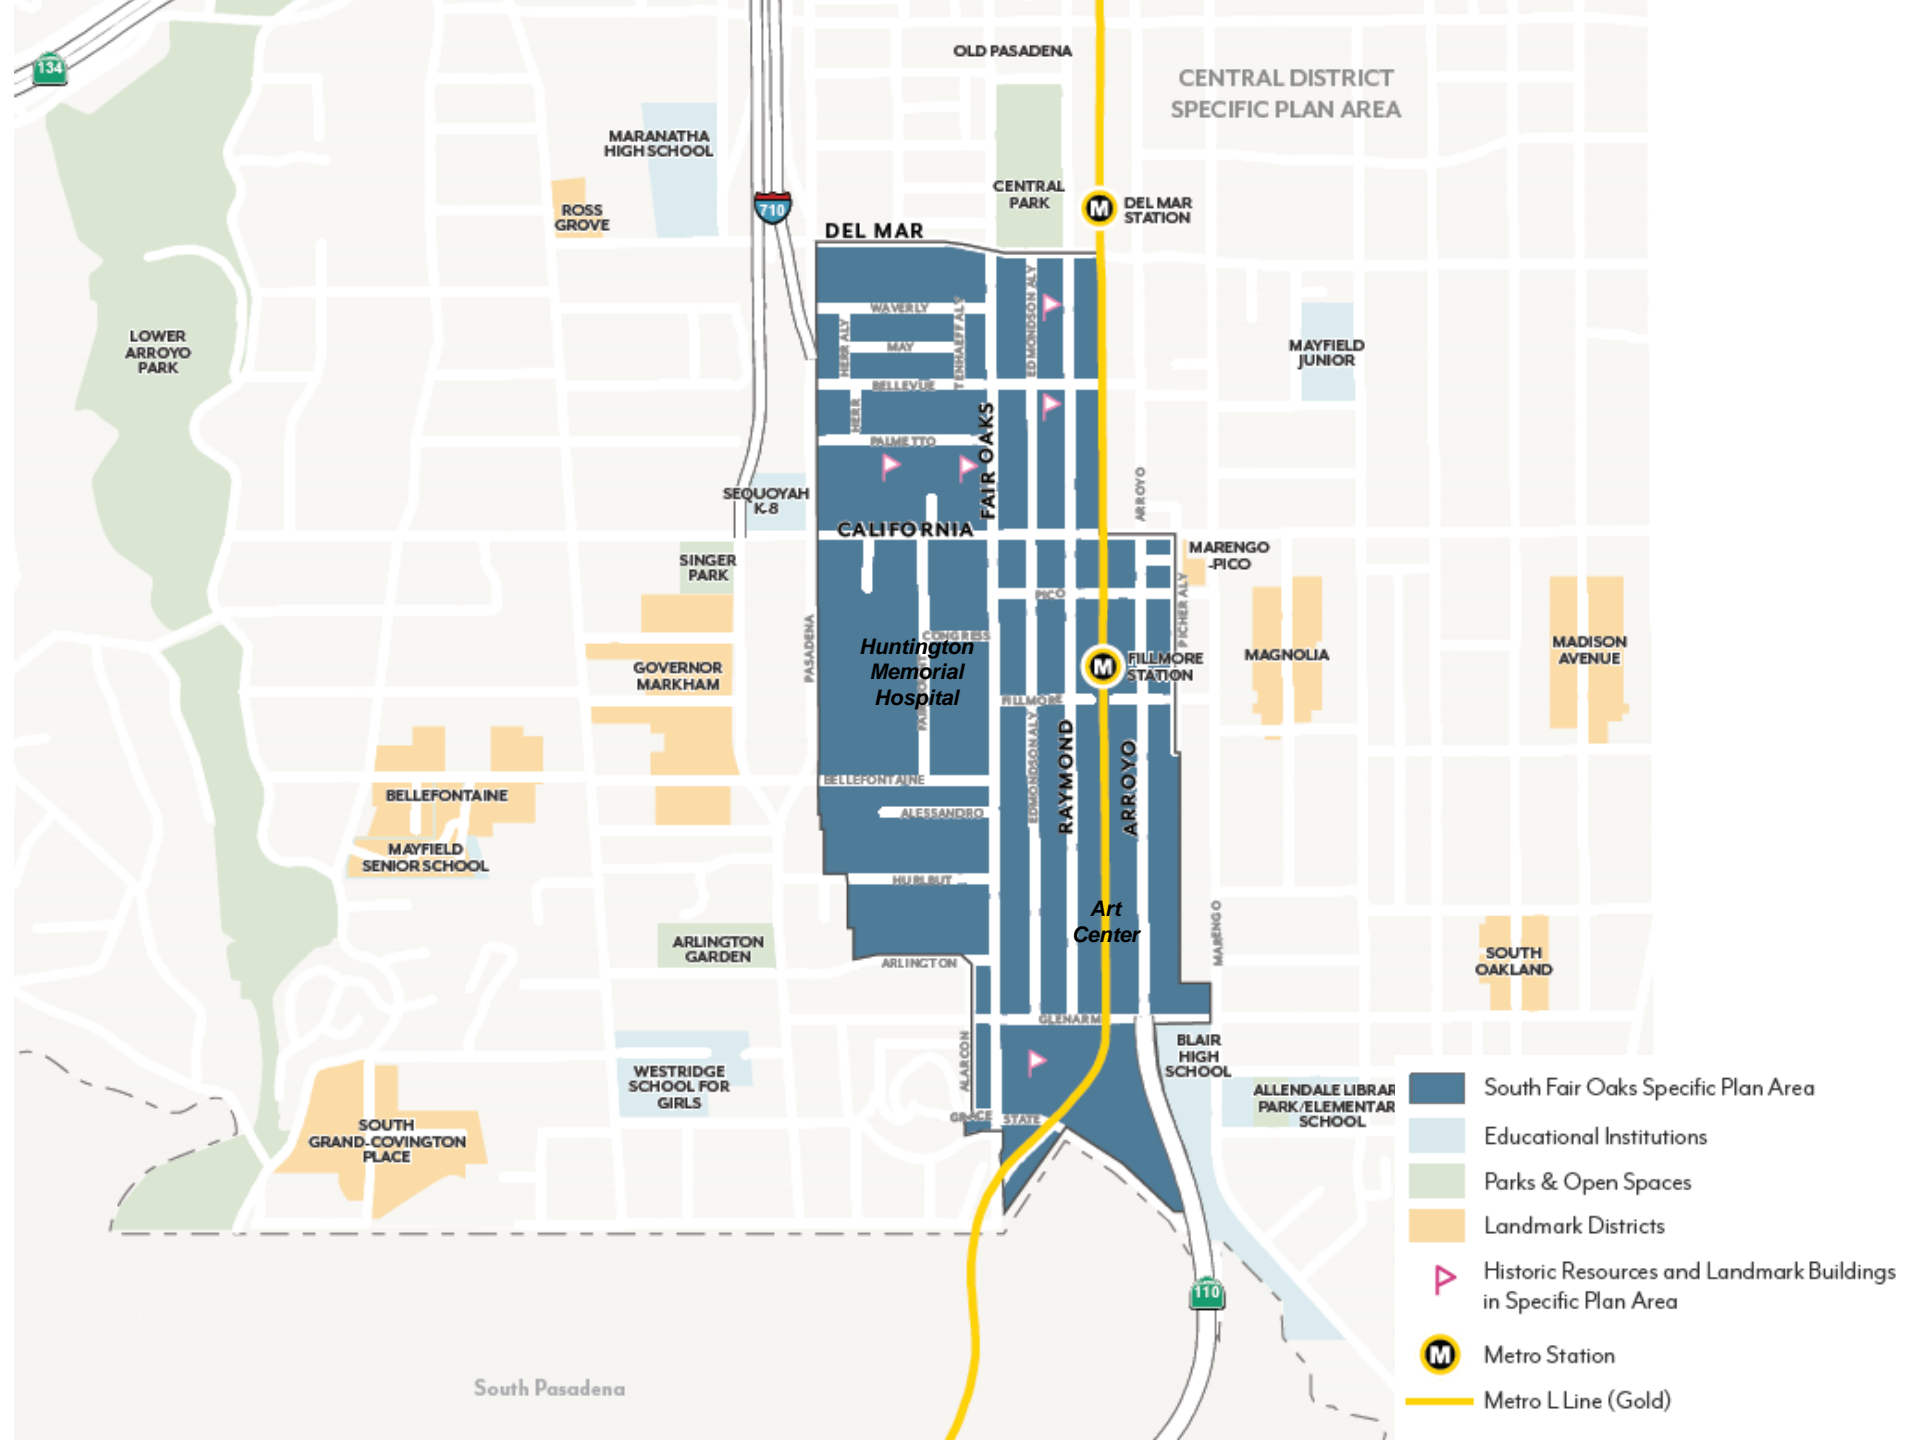 134
OLD PASADENA
CENTRAL DISTRICT
SPECIFIC PLAN AREA
MARANATHA
HIGH SCHOOL
CENTRAL
PARK
M
DEL MAR
STATION
ROSS
GROVE
710
DEL MAR
WAVERLY
HERR ALY
MAY
TENHAEFF ALY
EDMONDSON ALY
BELLEVUE
HERR
PALMETTO
FAIR OAKS
LOWER
ARROYO
PARK
MAYFIELD
JUNIOR
SEQUOYAH
K-8
CALIFORNIA
ARROYO
SINGER
PARK
MARENGO
-PICO
PICO
PICHER ALY
PASADENA
CONGRESS
Huntington
Memorial
Hospital
M
FILLMORE
STATION
MAGNOLIA
MADISON
AVENUE
GOVERNOR
MARKHAM
FILLMORE
EDMONDSON ALY
RAYMOND
ARROYO
BELLEFONTAINE
BELLEFONTAINE
ALESSANDRO
MAYFIELD
SENIOR SCHOOL
HURLBUT
Art
Center
MARENGO
ARLINGTON
GARDEN
ARLINGTON
SOUTH
OAKLAND
GLENARM
ALARCON
BLAIR
HIGH
SCHOOL
WESTRIDGE
SCHOOL FOR
GIRLS
ALLENDALE LIBRAR
PARK/ELEMENTAR
SCHOOL
GRACE
STATE
SOUTH
GRAND-COVINGTON
PLACE
110
South Pasadena
South Fair Oaks Specific Plan Area
Educational Institutions
Parks & Open Spaces
Landmark Districts
Historic Resources and Landmark Buildings
in Specific Plan Area
M
Metro Station
Metro L Line (Gold)